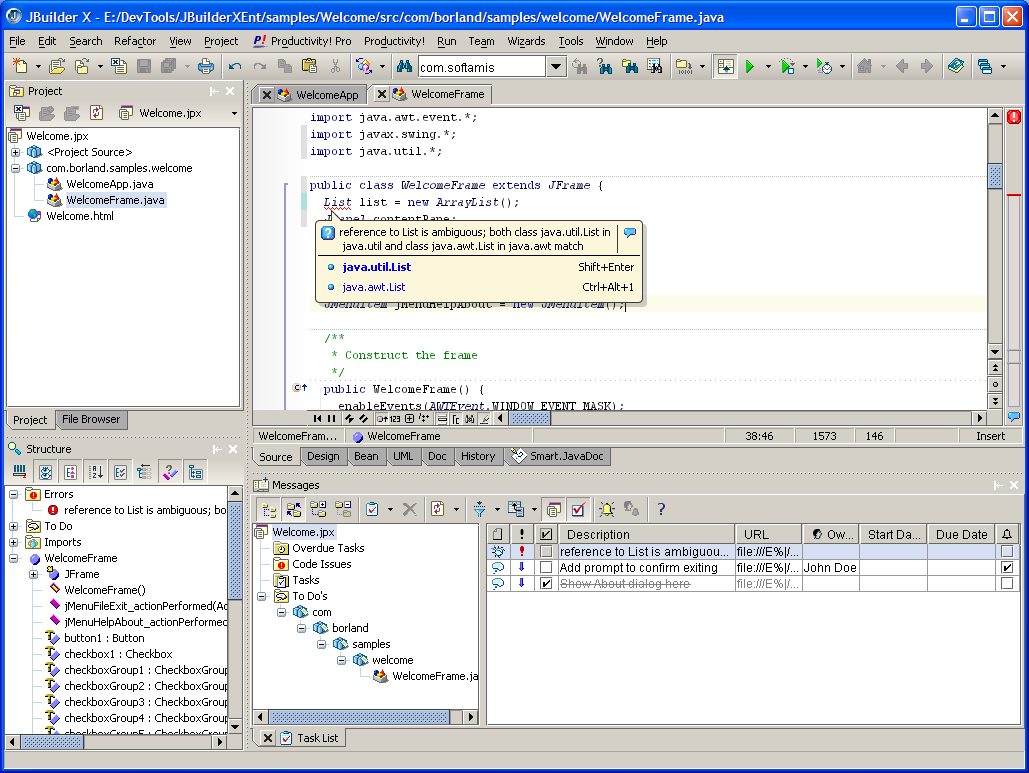 JBuilder X - E:/DevTools/JBuilderXEnt/samples/Welcome/src/com/borland/samples/welcome/WelcomeFrame.java
File Edit Search Refactor View Project P! Productivity! Pro Productivity! Run Team Wizards Tools Window Help
com.softamis
Project
Welcome.jpx
Welcome.jpx
<Project Source>
com.borland.samples.welcome
WelcomeApp.java
WelcomeFrame.java
Welcome.html
Project File Browser
Structure
Errors
reference to List is ambiguous; bo
To Do
Imports
WelcomeFrame
JFrame
WelcomeFrame()
jMenuFileExit_actionPerformed(Ac
jMenuHelpAbout_actionPerformed
button1 : Button
checkbox1 : Checkbox
checkboxGroup1 : CheckboxGroup
checkboxGroup2 : CheckboxGroup
checkboxGroup3 : CheckboxGroup
checkboxGroup4 : CheckboxGroup
WelcomeApp WelcomeFrame
import java.awt.event.*;
import javax.swing.*;
import java.util.*;
public class WelcomeFrame extends JFrame {
List list = new ArrayList();
JPanel contentPane;
reference to List is ambiguous; both class java.util.List in
java.util and class java.awt.List in java.awt match
java.util.List Shift+Enter
java.awt.List Ctrl+Alt+1
JMenuItem jMenuHelpAbout = new JMenuItem();
/**
* Construct the frame
*/
public WelcomeFrame() {
enableEvents(AWTEvent.WINDOW_EVENT_MASK);
WelcomeFram... WelcomeFrame 38:46 1573 146 Insert
Source Design Bean UML Doc History Smart.JavaDoc
Messages
Welcome.jpx
Overdue Tasks
Code Issues
Tasks
To Do's
com
borland
samples
welcome
WelcomeFrame.ja
Description URL Ow... Start Da... Due Date
reference to List is ambiguou... file:///E%|/...
Add prompt to confirm exiting file:///E%|/... John Doe
Show About dialog here file:///E%|/...
Task List